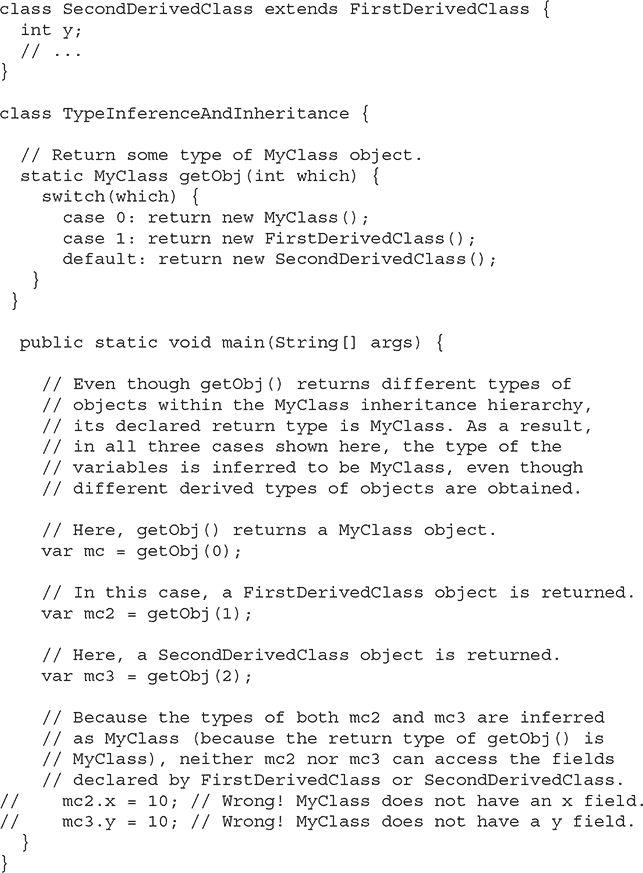 class SecondDerivedClass extends FirstDerivedClass {
  int y;
  // ...
}

class TypeInferenceAndInheritance {

  // Return some type of MyClass object.
  static MyClass getObj(int which) {
    switch(which) {
      case 0: return new MyClass();
      case 1: return new FirstDerivedClass();
      default: return new SecondDerivedClass();
   }
 }

  public static void main(String[] args) {

    // Even though getObj() returns different types of
    // objects within the MyClass inheritance hierarchy,
    // its declared return type is MyClass. As a result,
    // in all three cases shown here, the type of the
    // variables is inferred to be MyClass, even though
    // different derived types of objects are obtained.

    // Here, getObj() returns a MyClass object.
    var mc = getObj(0);

    // In this case, a FirstDerivedClass object is returned.
    var mc2 = getObj(1);

    // Here, a SecondDerivedClass object is returned.
    var mc3 = getObj(2);

    // Because the types of both mc2 and mc3 are inferred
    // as MyClass (because the return type of getObj() is
    // MyClass), neither mc2 nor mc3 can access the fields
    // declared by FirstDerivedClass or SecondDerivedClass.
//    mc2.x = 10; // Wrong! MyClass does not have an x field.
//    mc3.y = 10; // Wrong! MyClass does not have a y field.
  }
}